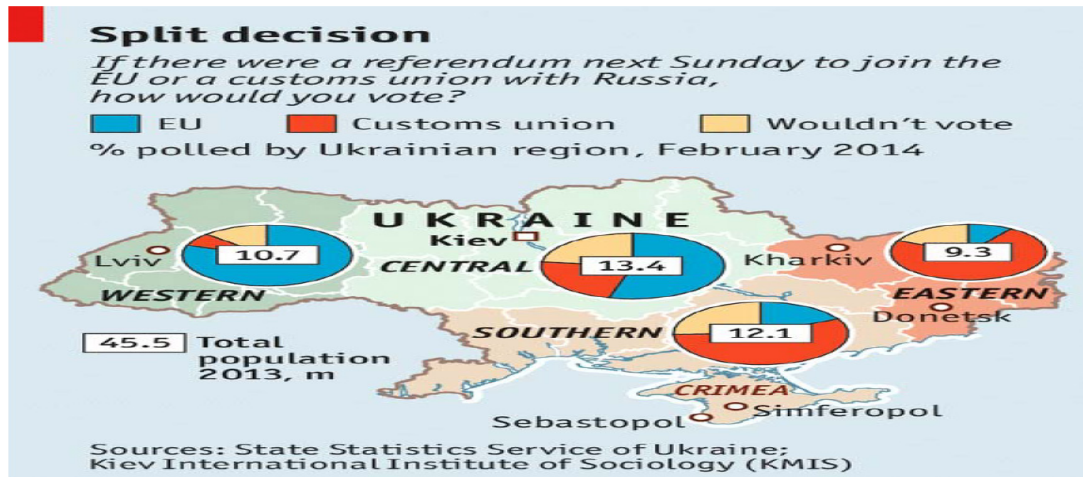 Split decision
If there were a referendum next Sunday to join the
EU or a customs union with Russia,
how would you vote?
EU Customs union Wouldn't vote
% polled by Ukrainian region, February 2014
UKRAINE
Kiev
Lviv
10.7
WESTERN
CENTRAL
13.4
Kharkiv
9.3
EASTERN
Donetsk
SOUTHERN
12.1
45.5 Total
population
2013, m
CRIMEA
Simferopol
Sebastopol
Sources: State Statistics Service of Ukraine;
Kiev International Institute of Sociology (KMIS)